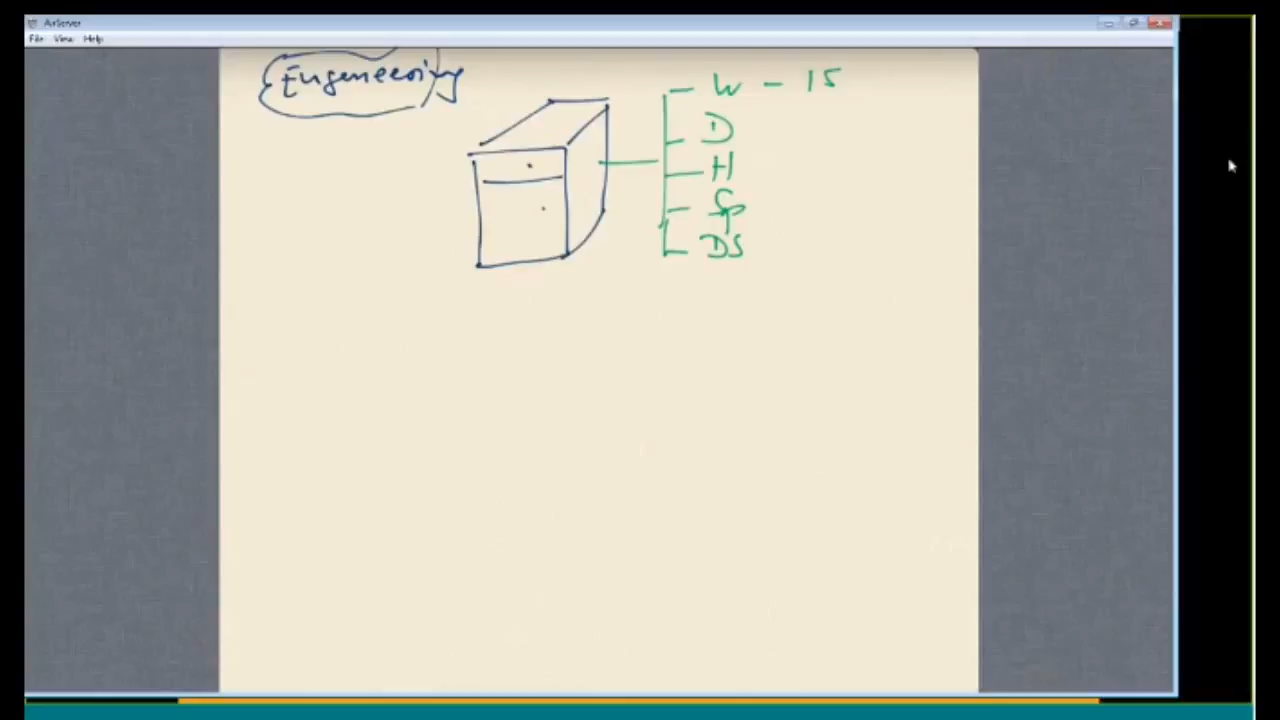 AirServer
File View Help
Engineering
W - 15
D
H
Sp
DS